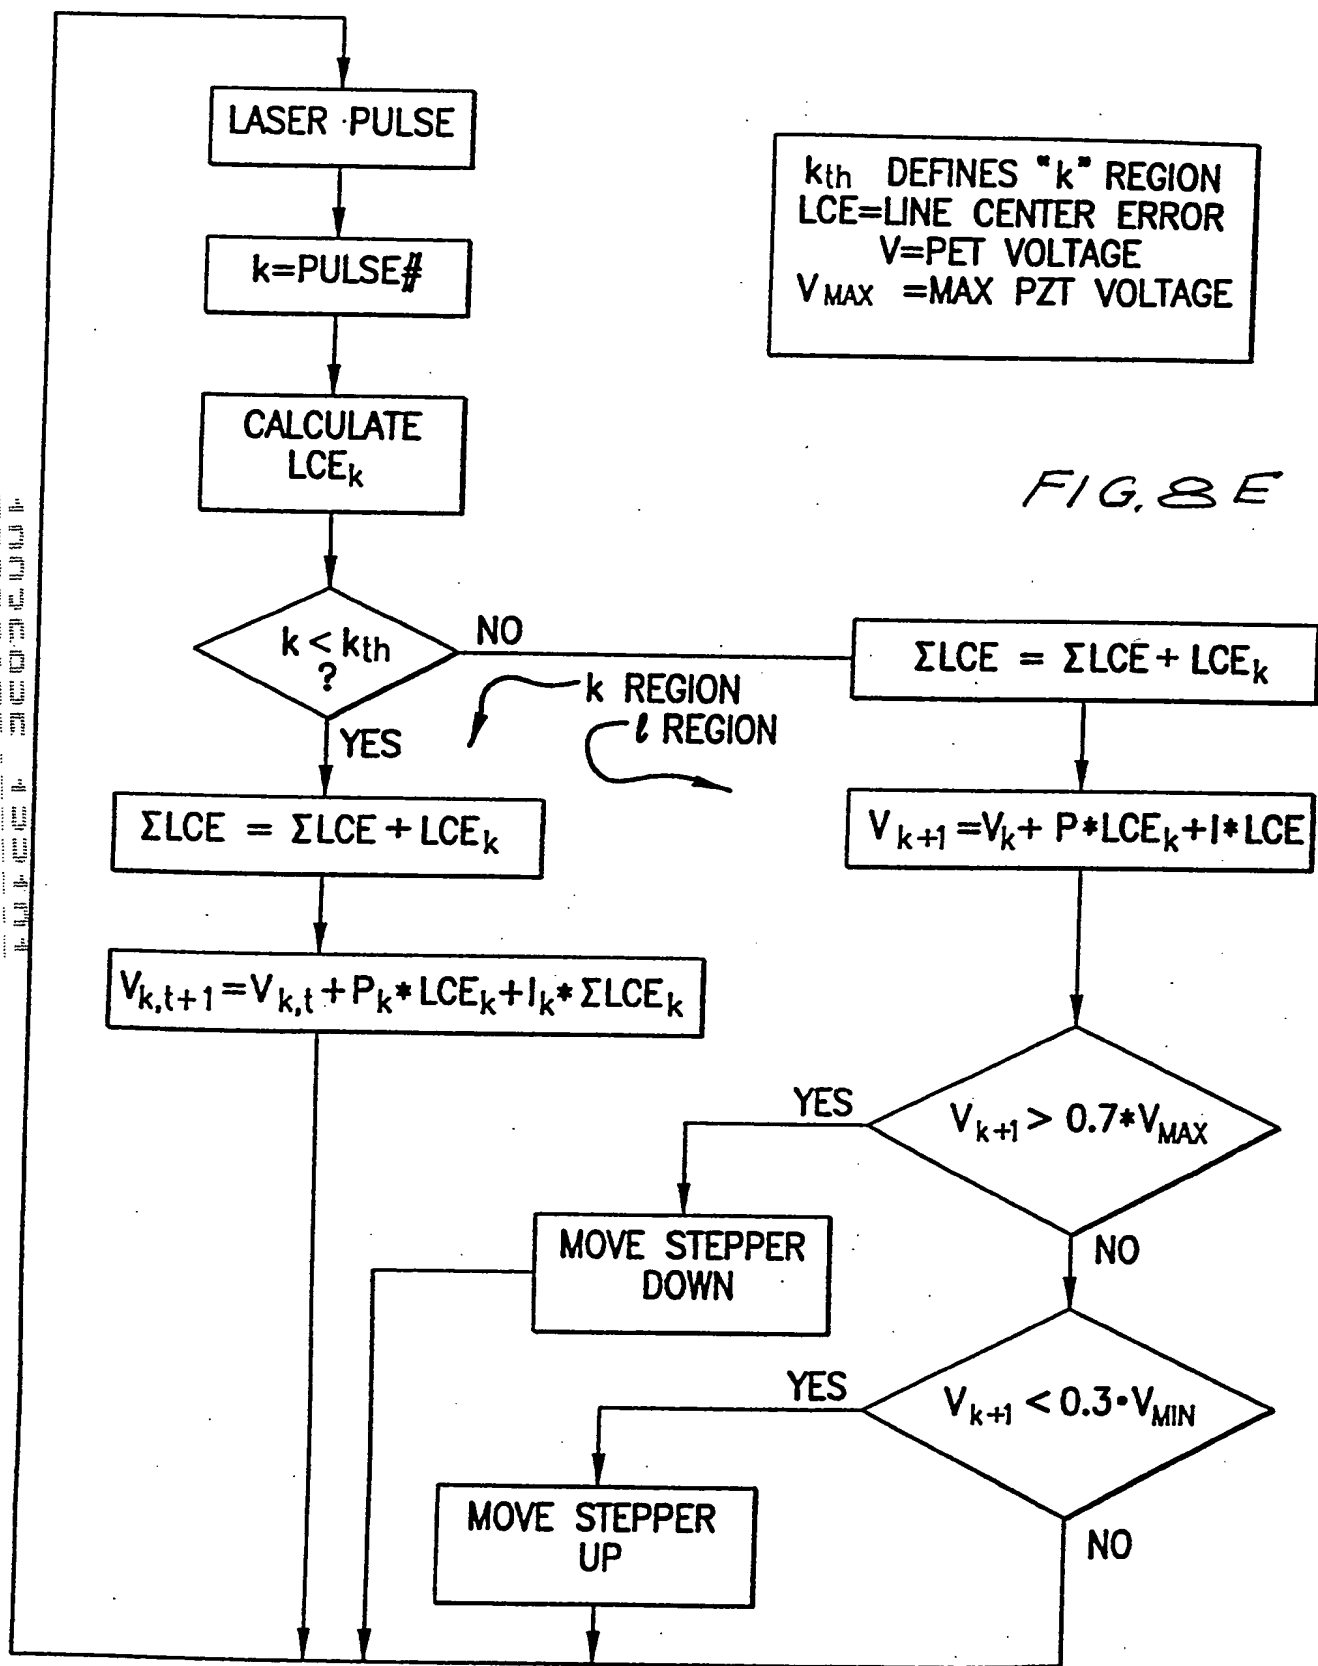 LASER PULSE
k=PULSE#
CALCULATE
LCEk
kth DEFINES "k" REGION
LCE=LINE CENTER ERROR
V=PET VOLTAGE
VMAX =MAX PZT VOLTAGE
FIG. 8E
k < kth
?
NO
YES
k REGION
ℓ REGION
ΣLCE = ΣLCE + LCEk
Vk,t+1 = Vk,t + Pk* LCEk + Ik* ΣLCEk
ΣLCE = ΣLCE + LCEk
Vk+1 = Vk + P*LCEk + I*LCE
Vk+1 > 0.7*VMAX
YES
NO
MOVE STEPPER
DOWN
Vk+1 < 0.3•VMIN
YES
NO
MOVE STEPPER
UP